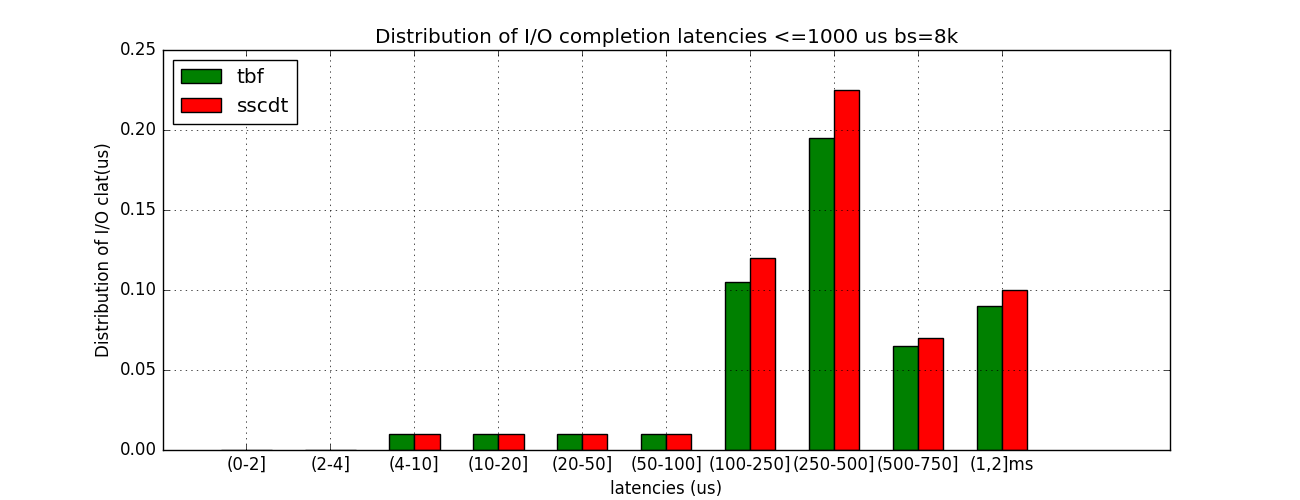 Distribution of I/O completion latencies <=1000 us bs=8k
0.25
tbf
sscdt
0.20
0.15
0.10
0.05
0.00
Distribution of I/O clat(us)
(0-2] (2-4] (4-10] (10-20] (20-50] (50-100] (100-250] (250-500] (500-750] (1,2]ms
latencies (us)